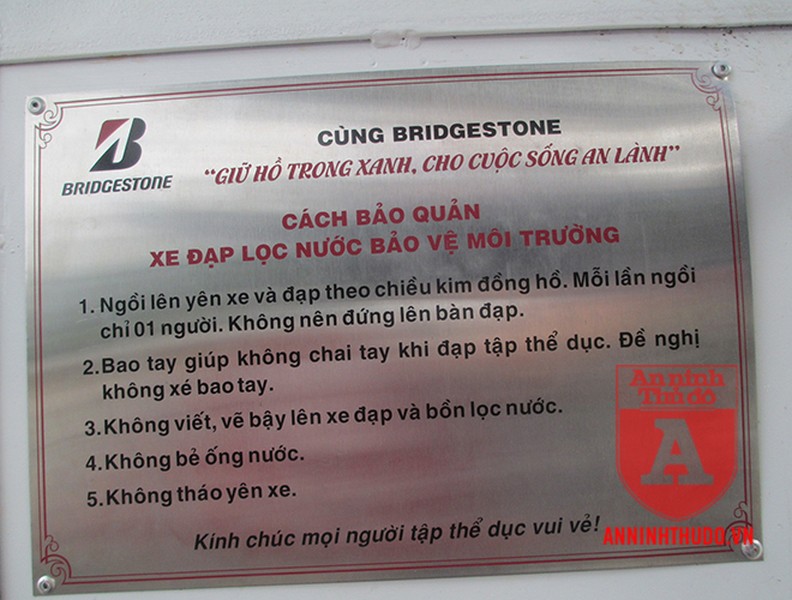 BRIDGESTONE
CÙNG BRIDGESTONE
"GIỮ HỒ TRONG XANH, CHO CUỘC SỐNG AN LÀNH"
CÁCH BẢO QUẢN
XE ĐẠP LỌC NƯỚC BẢO VỆ MÔI TRƯỜNG
1. Ngồi lên yên xe và đạp theo chiều kim đồng hồ. Mỗi lần ngồi
chỉ 01 người. Không nên đứng lên bàn đạp.
2.Bao tay giúp không chai tay khi đạp tập thể dục. Đề nghị
không xé bao tay.
3.Không viết, vẽ bậy lên xe đạp và bồn lọc nước.
4.Không bẻ ống nước.
5.Không tháo yên xe.
Kính chúc mọi người tập thể dục vui vẻ!
An ninh
Thủ đô
A
ANNINHTHUDO.VN